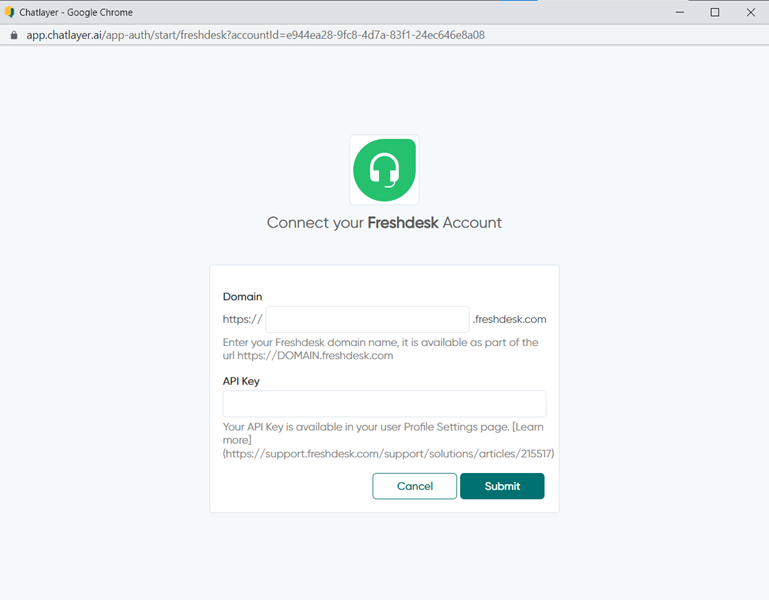 Chatlayer - Google Chrome
app.chatlayer.ai/app-auth/start/freshdesk?accountId=e944ea28-9fc8-4d7a-83f1-24ec646e8a08
Connect your Freshdesk Account
Domain
https:// .freshdesk.com
Enter your Freshdesk domain name, it is available as part of the
url https://DOMAIN.freshdesk.com
API Key
Your API Key is available in your user Profile Settings page. [Learn
more]
(https://support.freshdesk.com/support/solutions/articles/215517)
Cancel Submit